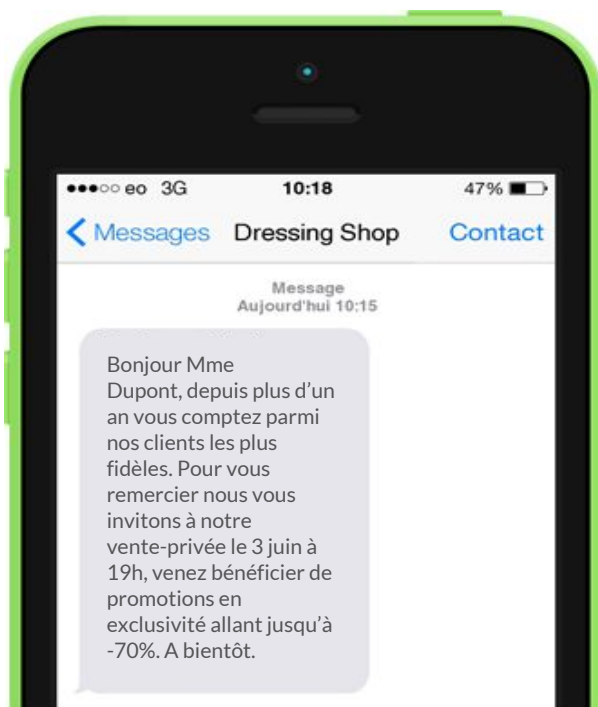 eo 3G 10:18 47%
Messages Dressing Shop Contact
Message
Aujourd'hui 10:15
Bonjour Mme
Dupont, depuis plus d’un
an vous comptez parmi
nos clients les plus
fidèles. Pour vous
remercier nous vous
invitons à notre
vente-privée le 3 juin à
19h, venez bénéficier de
promotions en
exclusivité allant jusqu’à
-70%. A bientôt.